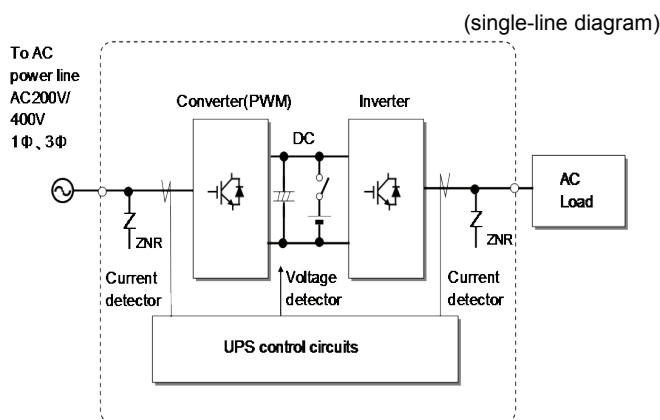 (single-line diagram)
To AC
power line
AC200V/
400V
1Φ、3Φ
Converter(PWM)
Inverter
DC
AC
Load
ZNR
ZNR
Current
detector
Voltage
detector
Current
detector
UPS control circuits